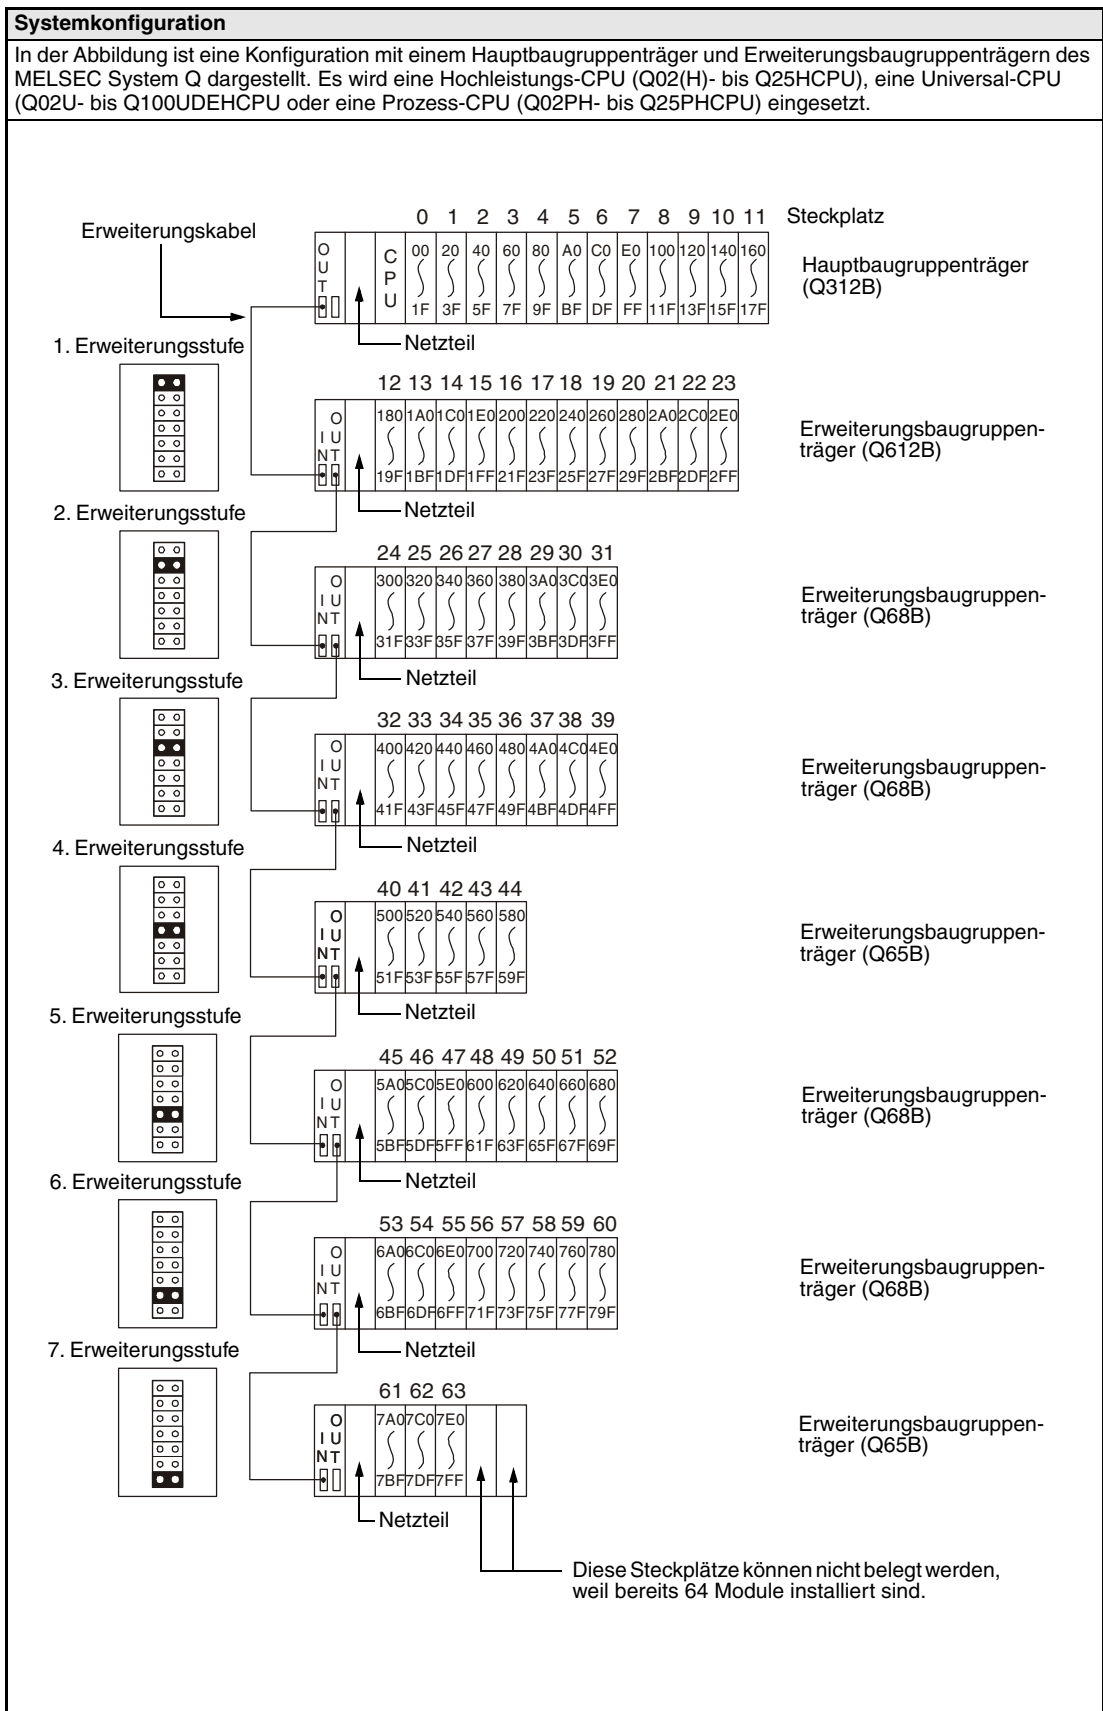 Systemkonfiguration
In der Abbildung ist eine Konfiguration mit einem Hauptbaugruppenträger und Erweiterungsbaugruppenträgern des
MELSEC System Q dargestellt. Es wird eine Hochleistungs-CPU (Q02(H)- bis Q25HCPU), eine Universal-CPU
(Q02U- bis Q100UDEHCPU oder eine Prozess-CPU (Q02PH- bis Q25PHCPU) eingesetzt.
0 1 2 3 4 5 6 7 8 9 10 11 Steckplatz
Erweiterungskabel
OUT
CPU
00 20 40 60 80 A0 C0 E0 100 120 140 160
1F 3F 5F 7F 9F BF DF FF 11F 13F 15F 17F
Hauptbaugruppenträger
(Q312B)
Netzteil
1. Erweiterungsstufe
12 13 14 15 16 17 18 19 20 21 22 23
IN OUT
180 1A0 1C0 1E0 200 220 240 260 280 2A0 2C0 2E0
19F 1BF 1DF 1FF 21F 23F 25F 27F 29F 2BF 2DF 2FF
Erweiterungsbaugruppen-
träger (Q612B)
Netzteil
2. Erweiterungsstufe
24 25 26 27 28 29 30 31
IN OUT
300 320 340 360 380 3A0 3C0 3E0
31F 33F 35F 37F 39F 3BF 3DF 3FF
Erweiterungsbaugruppen-
träger (Q68B)
Netzteil
3. Erweiterungsstufe
32 33 34 35 36 37 38 39
IN OUT
400 420 440 460 480 4A0 4C0 4E0
41F 43F 45F 47F 49F 4BF 4DF 4FF
Erweiterungsbaugruppen-
träger (Q68B)
Netzteil
4. Erweiterungsstufe
40 41 42 43 44
IN OUT
500 520 540 560 580
51F 53F 55F 57F 59F
Erweiterungsbaugruppen-
träger (Q65B)
Netzteil
5. Erweiterungsstufe
45 46 47 48 49 50 51 52
IN OUT
5A0 5C0 5E0 600 620 640 660 680
5BF 5DF 5FF 61F 63F 65F 67F 69F
Erweiterungsbaugruppen-
träger (Q68B)
Netzteil
6. Erweiterungsstufe
53 54 55 56 57 58 59 60
IN OUT
6A0 6C0 6E0 700 720 740 760 780
6BF 6DF 6FF 71F 73F 75F 77F 79F
Erweiterungsbaugruppen-
träger (Q68B)
Netzteil
7. Erweiterungsstufe
61 62 63
IN OUT
7A0 7C0 7E0
7BF 7DF 7FF
Erweiterungsbaugruppen-
träger (Q65B)
Netzteil
Diese Steckplätze können nicht belegt werden,
weil bereits 64 Module installiert sind.